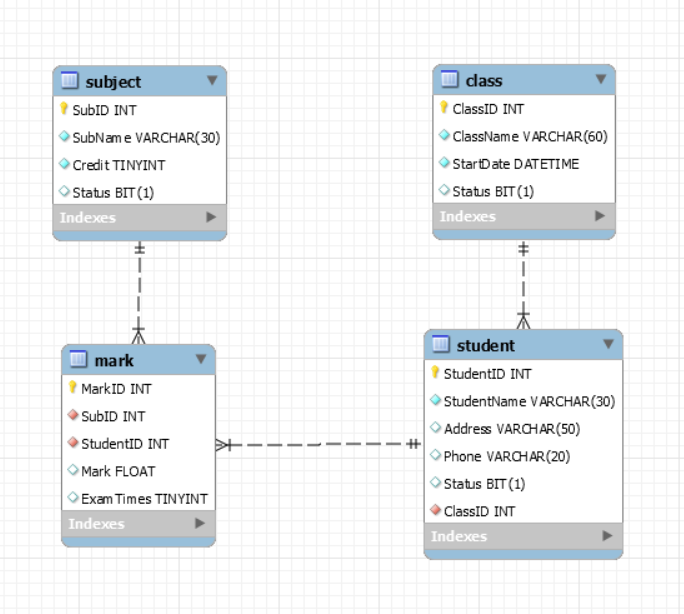 subject
SubID INT
SubName VARCHAR(30)
Credit TINYINT
Status BIT(1)
Indexes
class
ClassID INT
ClassName VARCHAR(60)
StartDate DATETIME
Status BIT(1)
Indexes
mark
MarkID INT
SubID INT
StudentID INT
Mark FLOAT
ExamTimes TINYINT
Indexes
student
StudentID INT
StudentName VARCHAR(30)
Address VARCHAR(50)
Phone VARCHAR(20)
Status BIT(1)
ClassID INT
Indexes